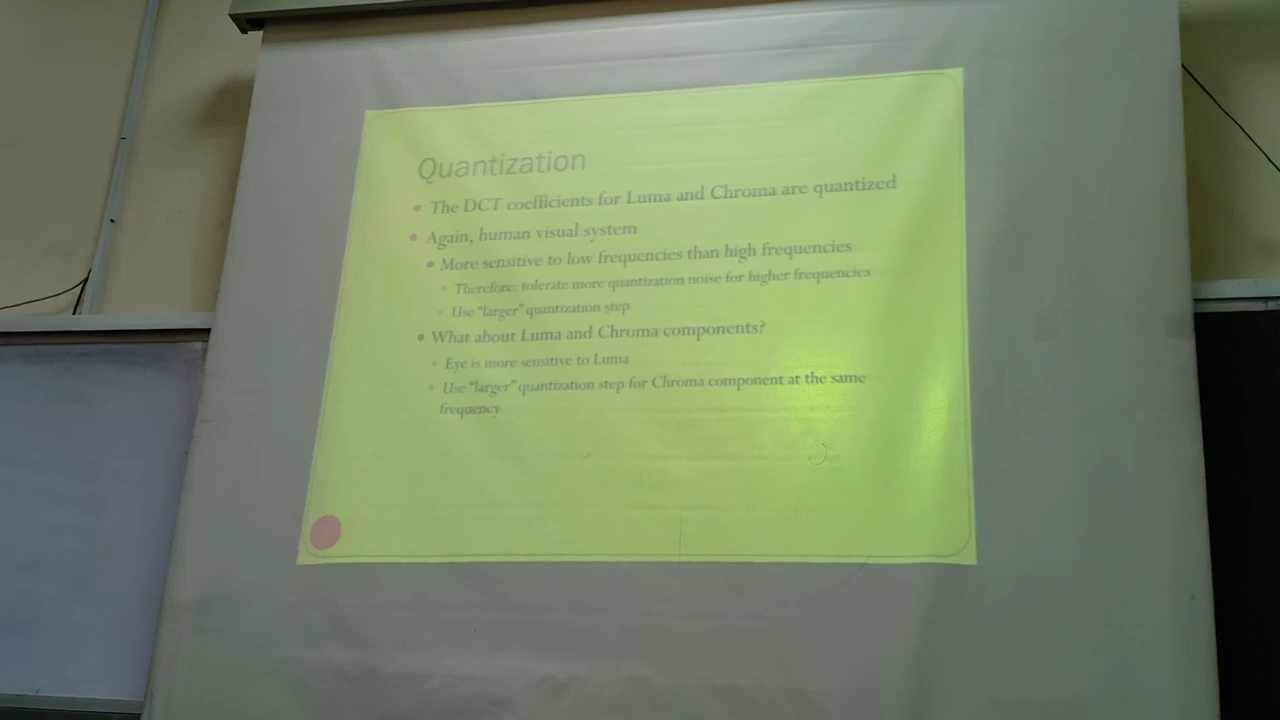 Quantization
The DCT coefficients for Luma and Chroma are quantized
Again, human visual system
More sensitive to low frequencies than high frequencies
Therefore: tolerate more quantization noise for higher frequencies
Use "larger" quantization step
What about Luma and Chroma components?
Eye is more sensitive to Luma
Use "larger" quantization step for Chroma component at the same
frequency